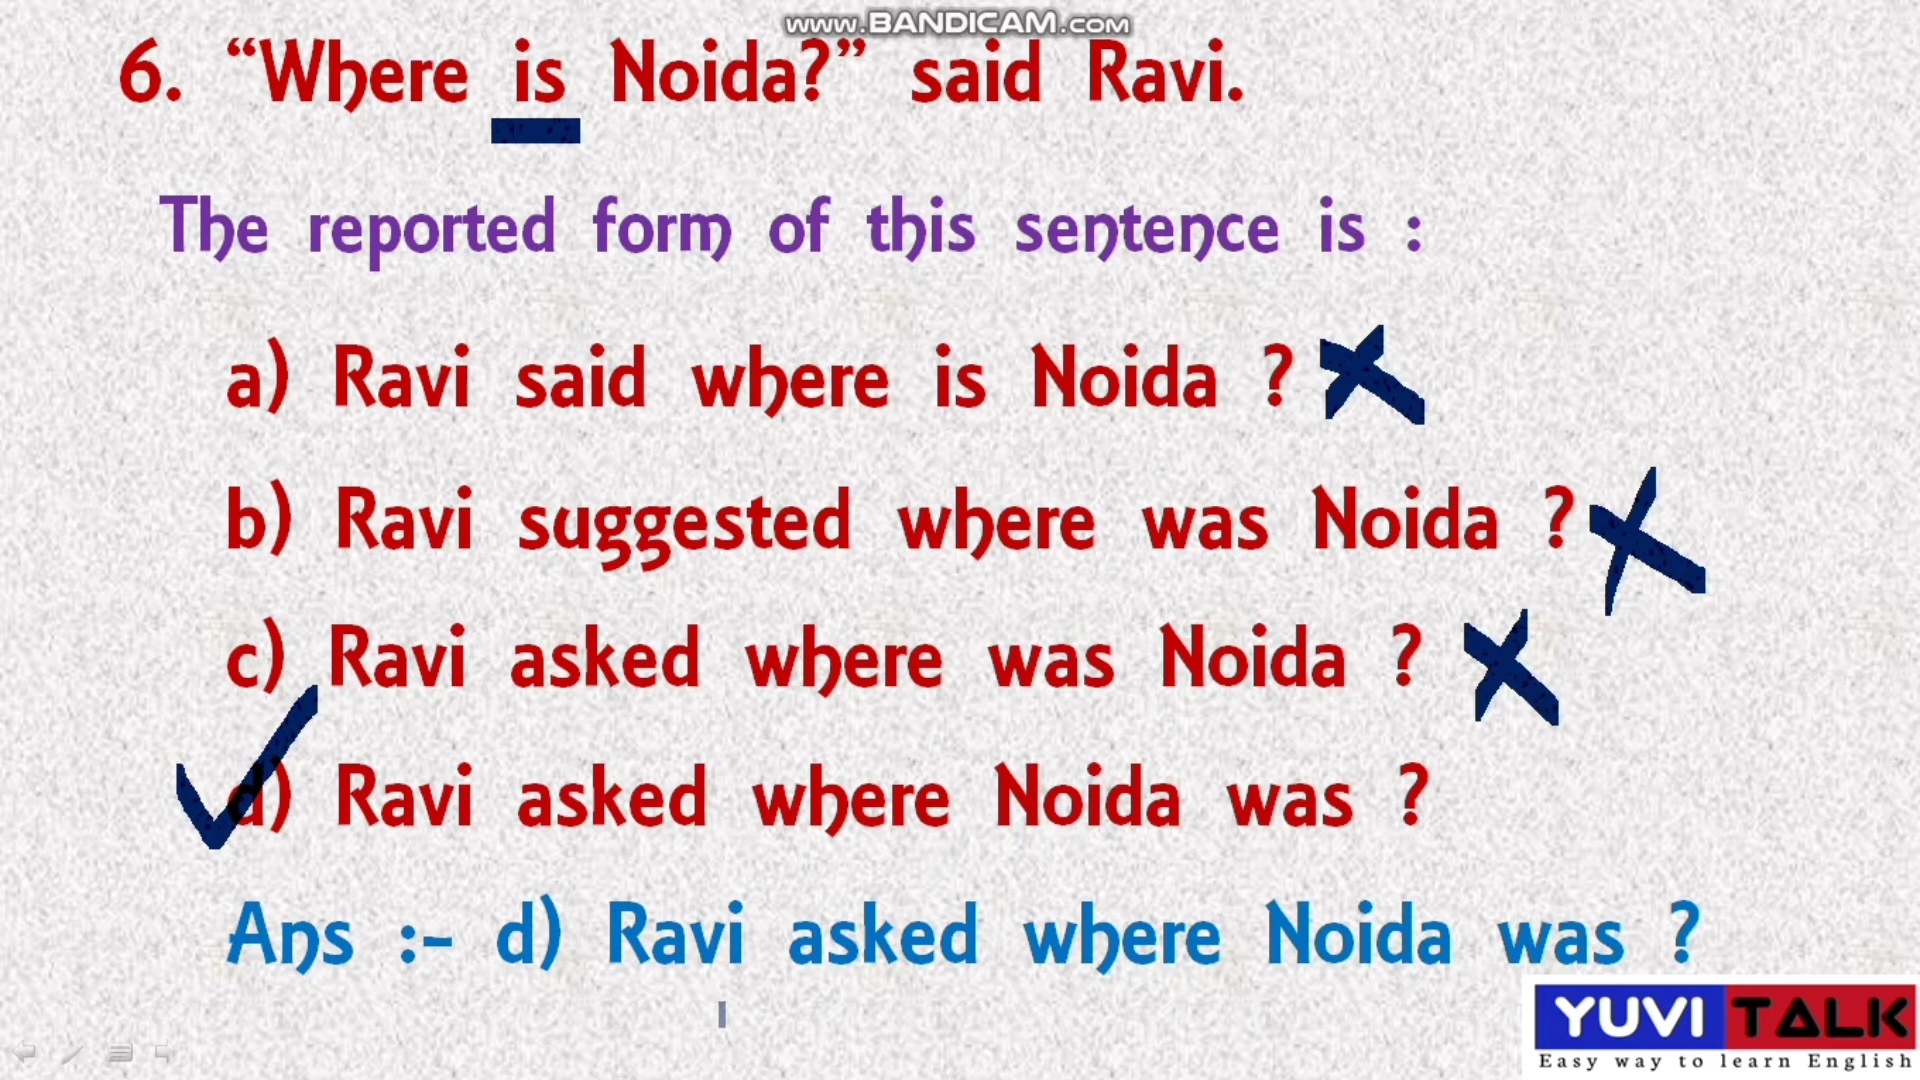 www.BANDICAM.com
6. “Where is Noida?” said Ravi.
The reported form of this sentence is :
a) Ravi said where is Noida ?
b) Ravi suggested where was Noida ?
c) Ravi asked where was Noida ?
d) Ravi asked where Noida was ?
Ans :- d) Ravi asked where Noida was ?
YUVI TALK
Easy way to learn English